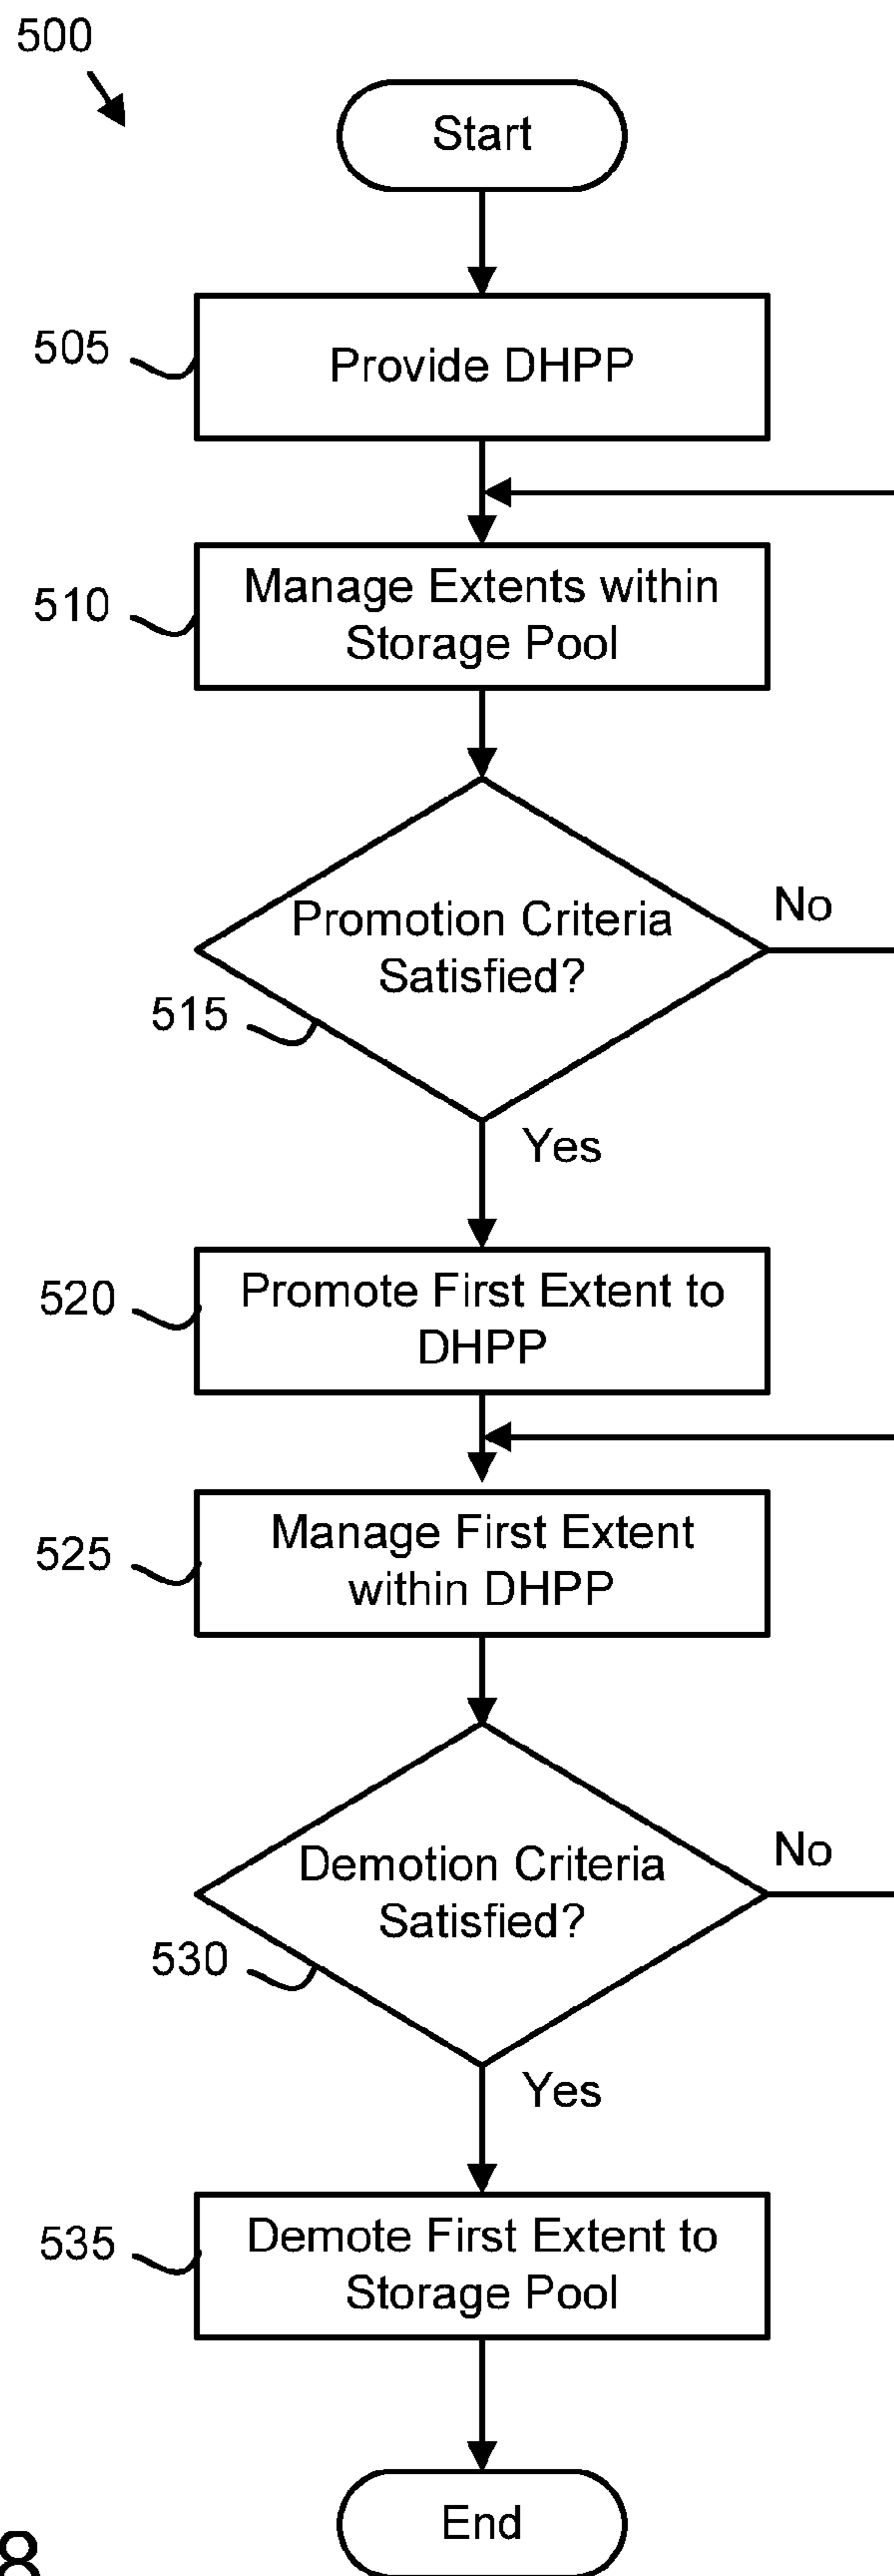 500
Start
505
Provide DHPP
510
Manage Extents within
Storage Pool
Promotion Criteria
Satisfied?
No
515
Yes
520
Promote First Extent to
DHPP
525
Manage First Extent
within DHPP
Demotion Criteria
Satisfied?
No
530
Yes
535
Demote First Extent to
Storage Pool
End
8